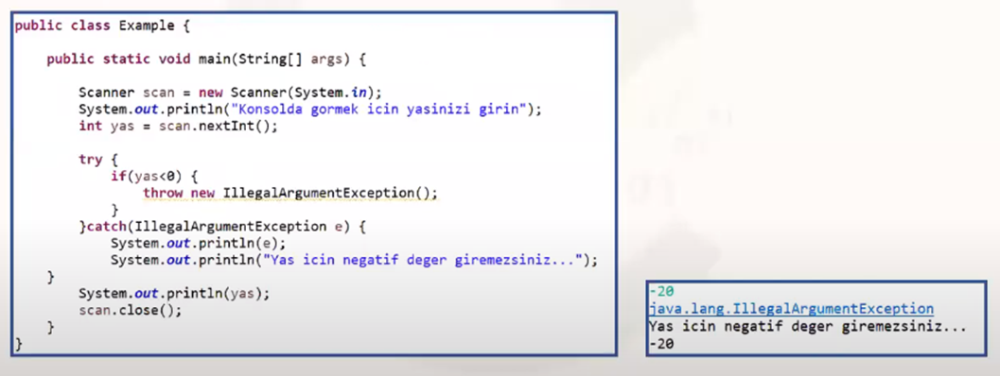 public class Example {
public static void main(String[] args) {
Scanner scan = new Scanner(System.in);
System.out.println("Konsolda gormek icin yasinizi girin");
int yas = scan.nextInt();
try {
if(yas<0) {
throw new IllegalArgumentException();
}
}catch(IllegalArgumentException e) {
System.out.println(e);
System.out.println("Yas icin negatif deger giremezsiniz...");
}
System.out.println(yas);
scan.close();
}
}
-20
java.lang.IllegalArgumentException
Yas icin negatif deger giremezsiniz...
-20